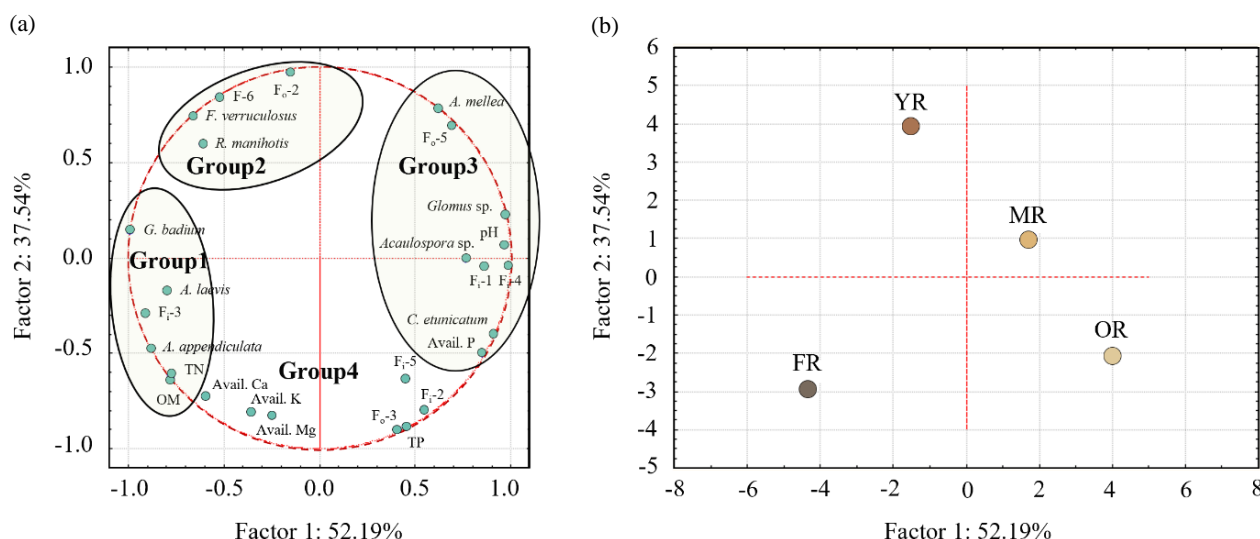 (a)
(b)
1.0
0.5
0.0
-0.5
-1.0
Factor 2: 37.54%
F-6
Fₒ-2
F. verruculosus
R. manihotis
Group2
A. mellea
Fₒ-5
Group3
Glomus sp.
pH
Acaulospora sp.
Fᵢ-1
Fᵢ-4
C. etunicatum
Avail. P
G. badium
Group1
A. laevis
Fᵢ-3
A. appendiculata
TN
OM
Avail. Ca
Avail. K
Avail. Mg
Group4
Fᵢ-5
Fᵢ-2
Fₒ-3
TP
-1.0 -0.5 0.0 0.5 1.0
Factor 1: 52.19%
6
5
4
3
2
1
0
-1
-2
-3
-4
-5
Factor 2: 37.54%
YR
MR
OR
FR
-8 -6 -4 -2 0 2 4 6 8
Factor 1: 52.19%